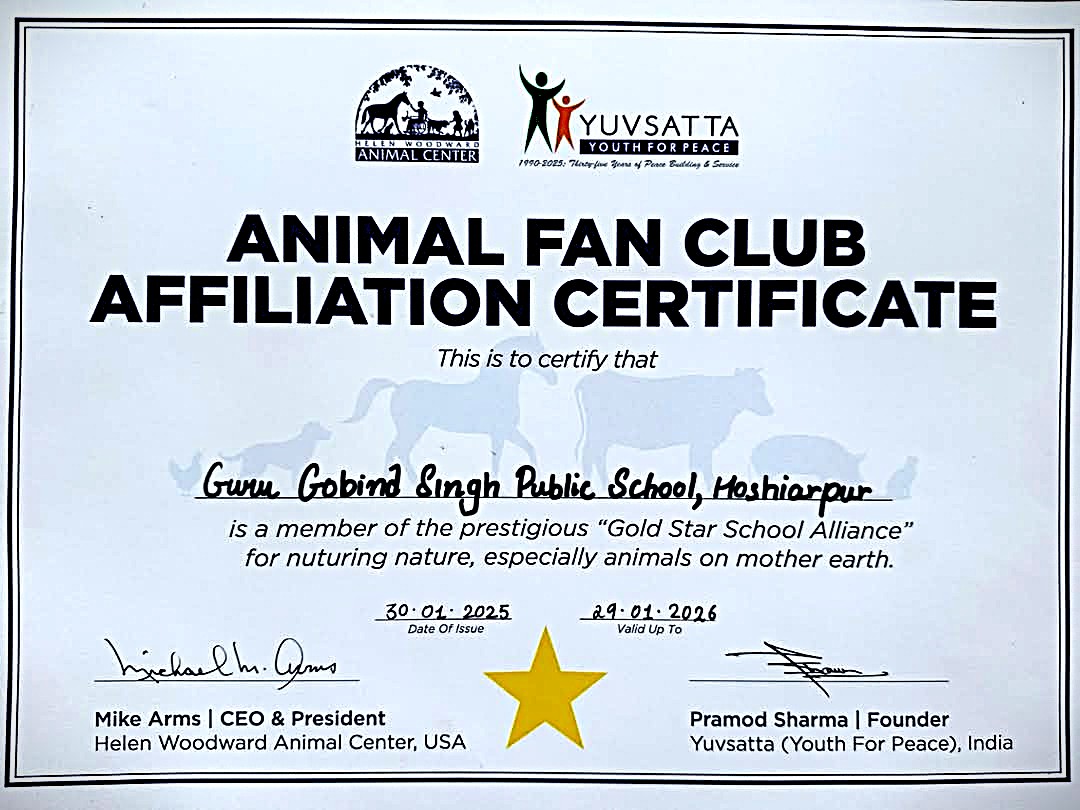 HELEN WOODWARD
ANIMAL CENTER
YUVSATTA
YOUTH FOR PEACE
1990-2025: Thirty-five Years of Peace Building & Service
ANIMAL FAN CLUB
AFFILIATION CERTIFICATE
This is to certify that
Guru Gobind Singh Public School, Hoshiarpur
is a member of the prestigious “Gold Star School Alliance”
for nuturing nature, especially animals on mother earth.
30·01·2025 29·01·2026
Date Of Issue Valid Up To
Michael M. Arms
Mike Arms | CEO & President Pramod Sharma | Founder
Helen Woodward Animal Center, USA Yuvsatta (Youth For Peace), India